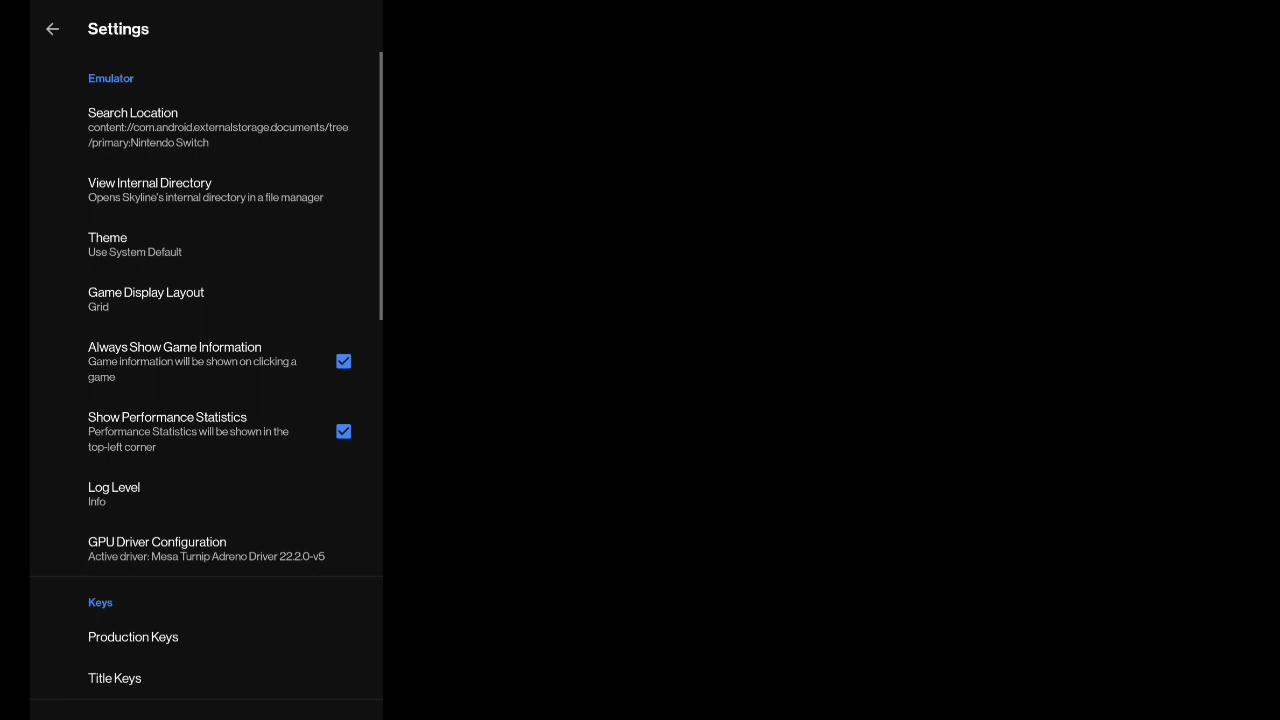 Settings
Emulator
Search Location
content://com.android.externalstorage.documents/tree
/primary:Nintendo Switch
View Internal Directory
Opens Skyline's internal directory in a file manager
Theme
Use System Default
Game Display Layout
Grid
Always Show Game Information
Game information will be shown on clicking a
game
Show Performance Statistics
Performance Statistics will be shown in the
top-left corner
Log Level
Info
GPU Driver Configuration
Active driver: Mesa Turnip Adreno Driver 22.2.0-v5
Keys
Production Keys
Title Keys